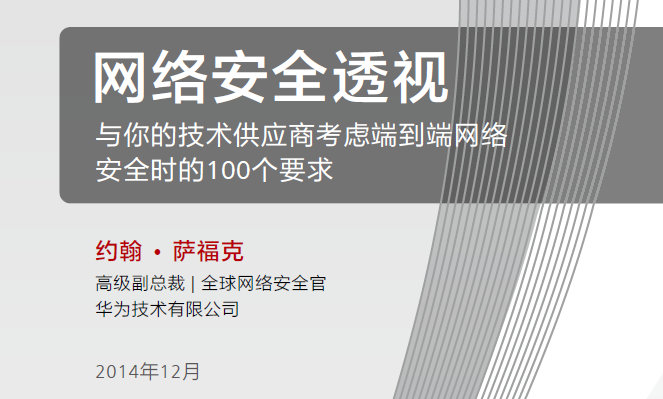 网络安全透视
与你的技术供应商考虑端到端网络
安全时的100个要求
约翰 • 萨福克
高级副总裁 | 全球网络安全官
华为技术有限公司
2014年12月